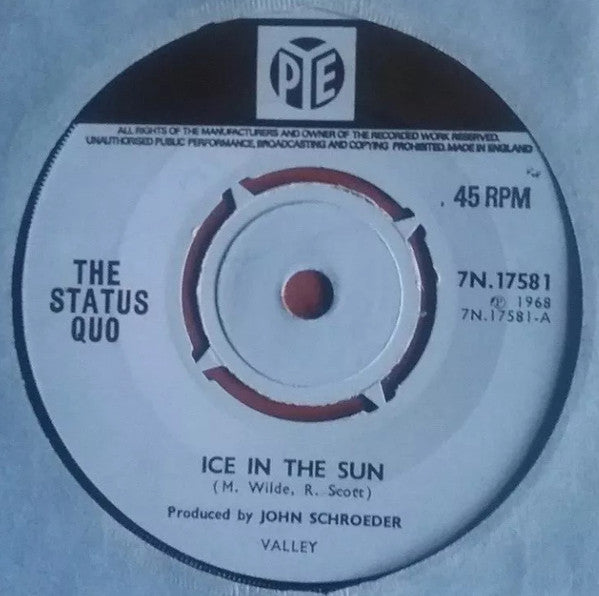 PYE
ALL RIGHTS OF THE MANUFACTURERS AND OWNER OF THE RECORDED WORK RESERVED.
UNAUTHORISED PUBLIC PERFORMANCE, BROADCASTING AND COPYING PROHIBITED. MADE IN ENGLAND
45 RPM
THE
STATUS
QUO
7N.17581
℗ 1968
7N.17581-A
ICE IN THE SUN
(M. Wilde, R. Scott)
Produced by JOHN SCHROEDER
VALLEY